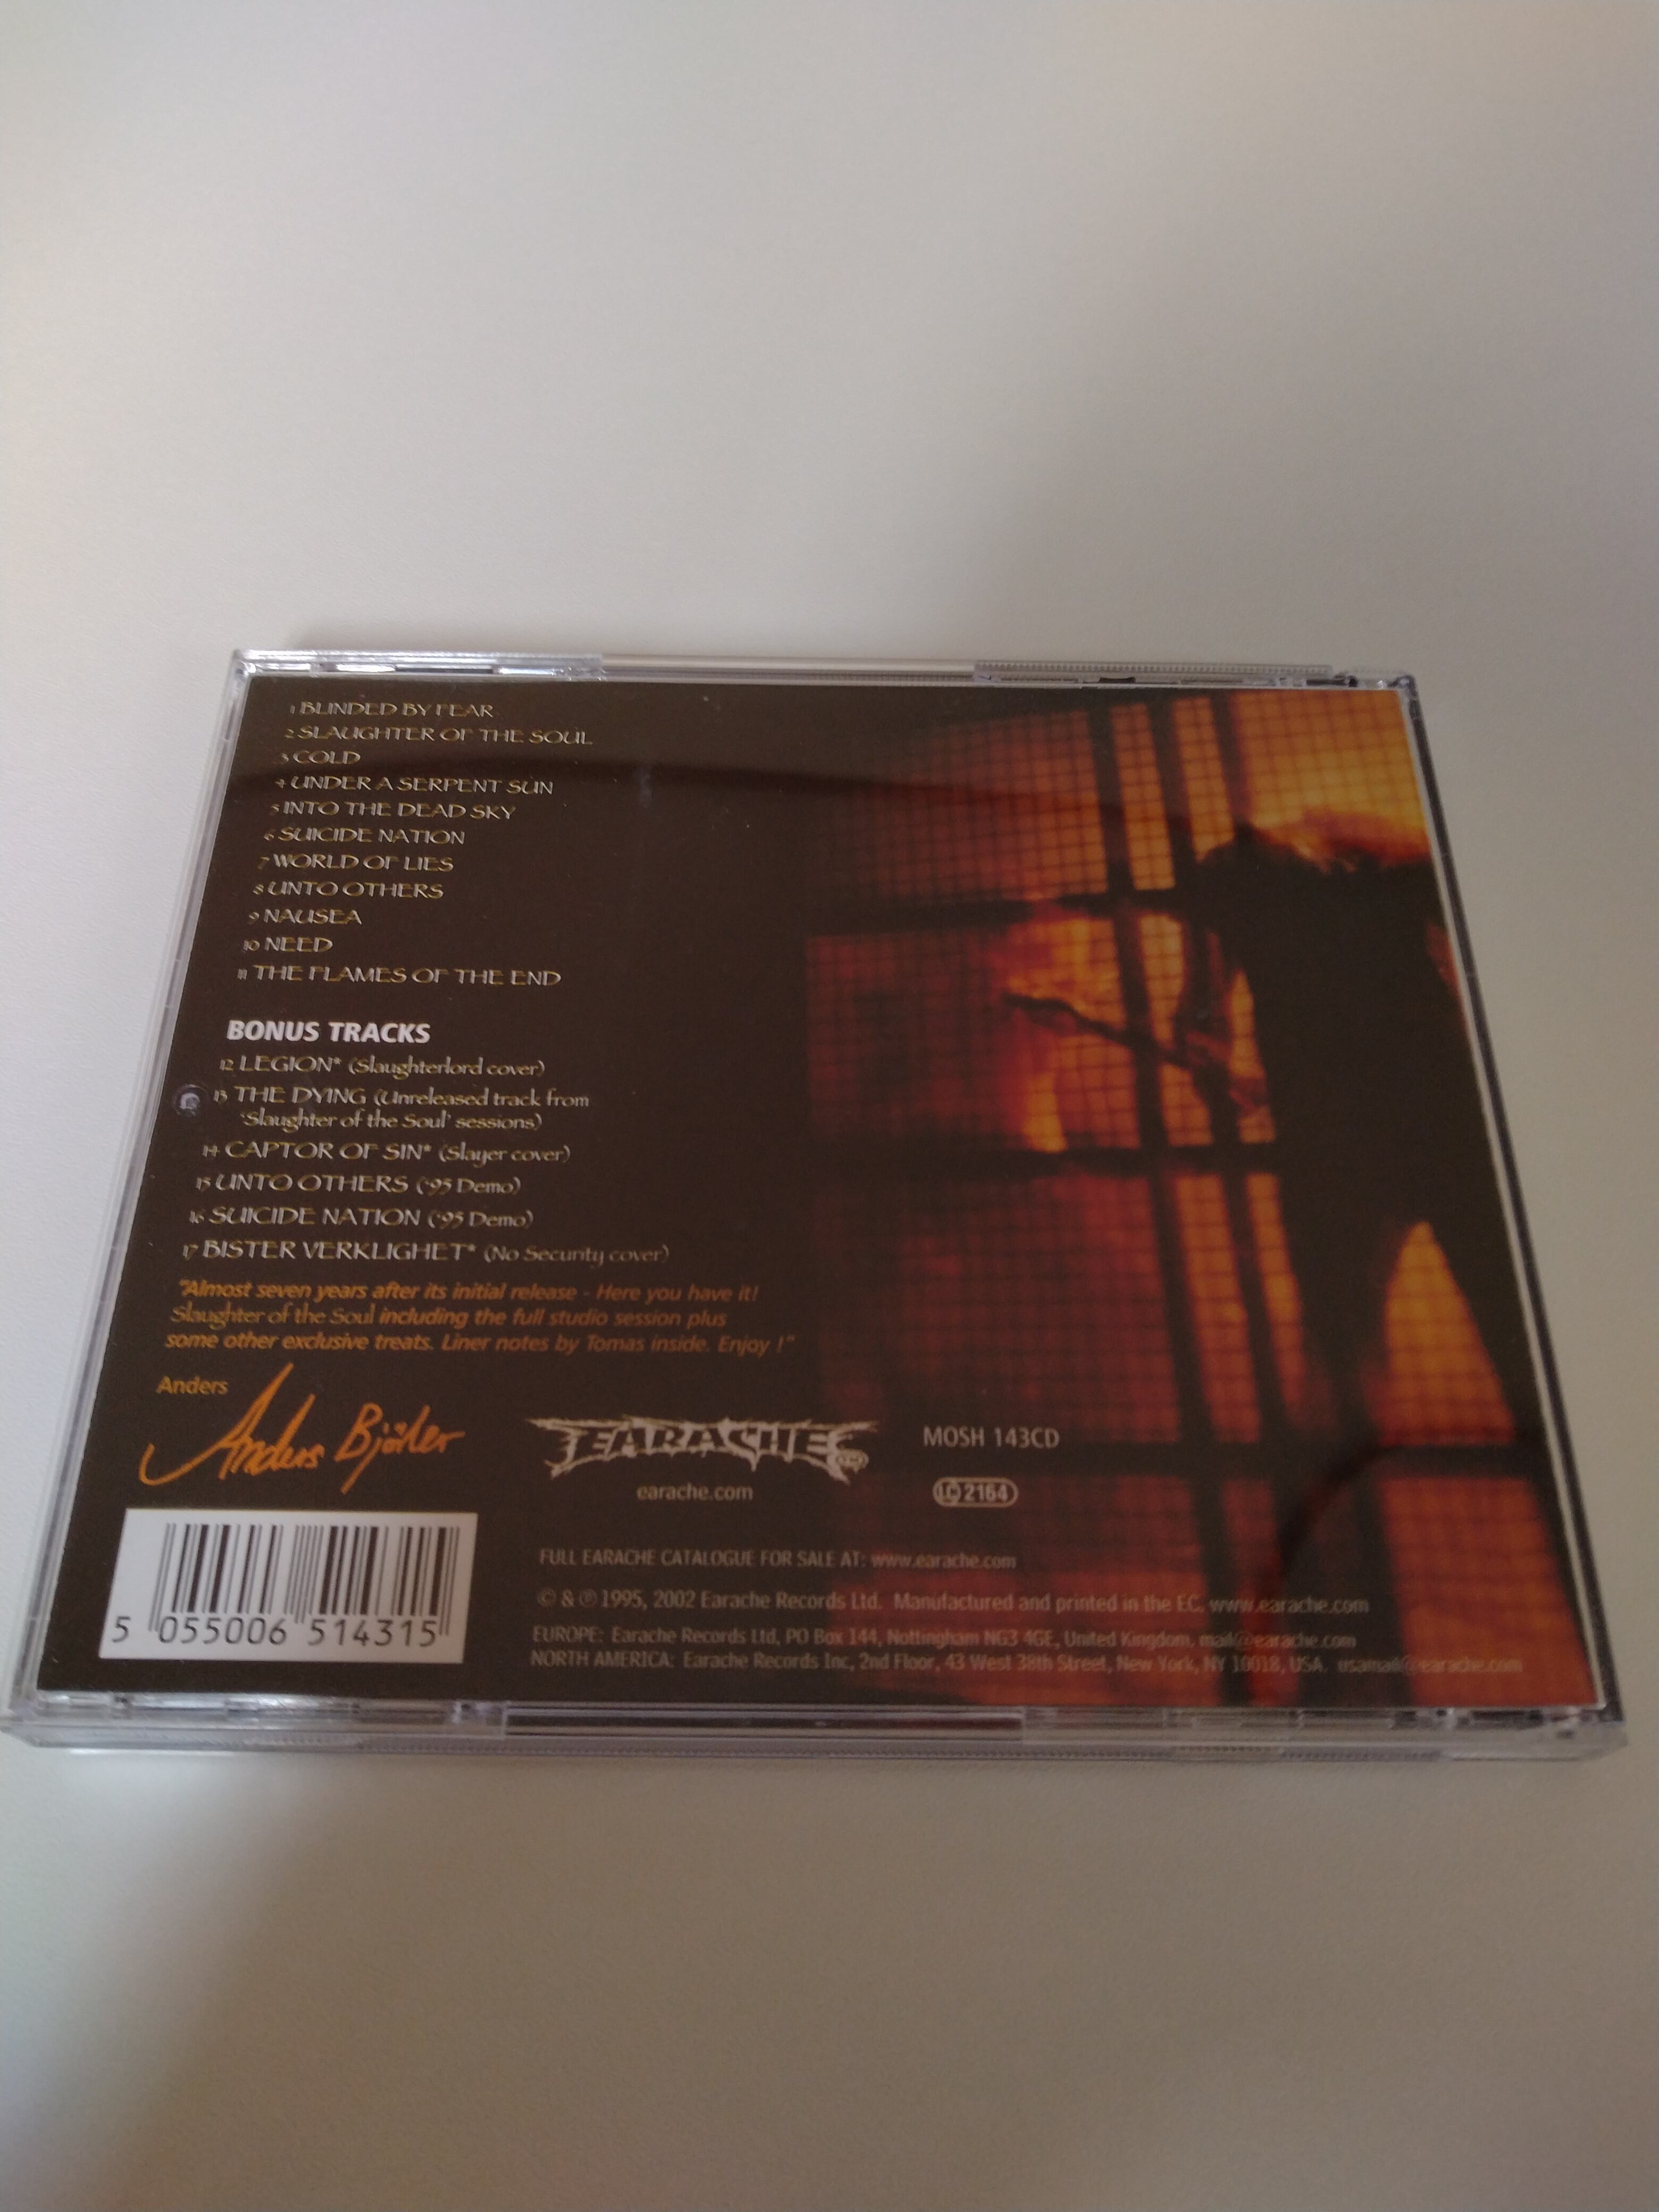 1 BLINDED BY FEAR
2 SLAUGHTER OF THE SOUL
3 COLD
4 UNDER A SERPENT SUN
5 INTO THE DEAD SKY
6 SUICIDE NATION
7 WORLD OF LIES
8 UNTO OTHERS
9 NAUSEA
10 NEED
11 THE FLAMES OF THE END
BONUS TRACKS
12 LEGION* (Slaughterlord cover)
13 THE DYING (Unreleased track from
'Slaughter of the Soul' sessions)
14 CAPTOR OF SIN* (Slayer cover)
15 UNTO OTHERS ('95 Demo)
16 SUICIDE NATION ('95 Demo)
17 BISTER VERKLIGHET* (No Security cover)
"Almost seven years after its initial release - Here you have it!
Slaughter of the Soul including the full studio session plus
some other exclusive treats. Liner notes by Tomas inside. Enjoy !"
Anders
Anders Björler
EARACHE
earache.com
MOSH 143CD
LC 2164
5 055006 514315
FULL EARACHE CATALOGUE FOR SALE AT: www.earache.com
© & ℗ 1995, 2002 Earache Records Ltd. Manufactured and printed in the EC. www.earache.com
EUROPE: Earache Records Ltd, PO Box 144, Nottingham NG3 4GE, United Kingdom. mail@earache.com
NORTH AMERICA: Earache Records Inc, 2nd Floor, 43 West 38th Street, New York, NY 10018, USA. usamail@earache.com